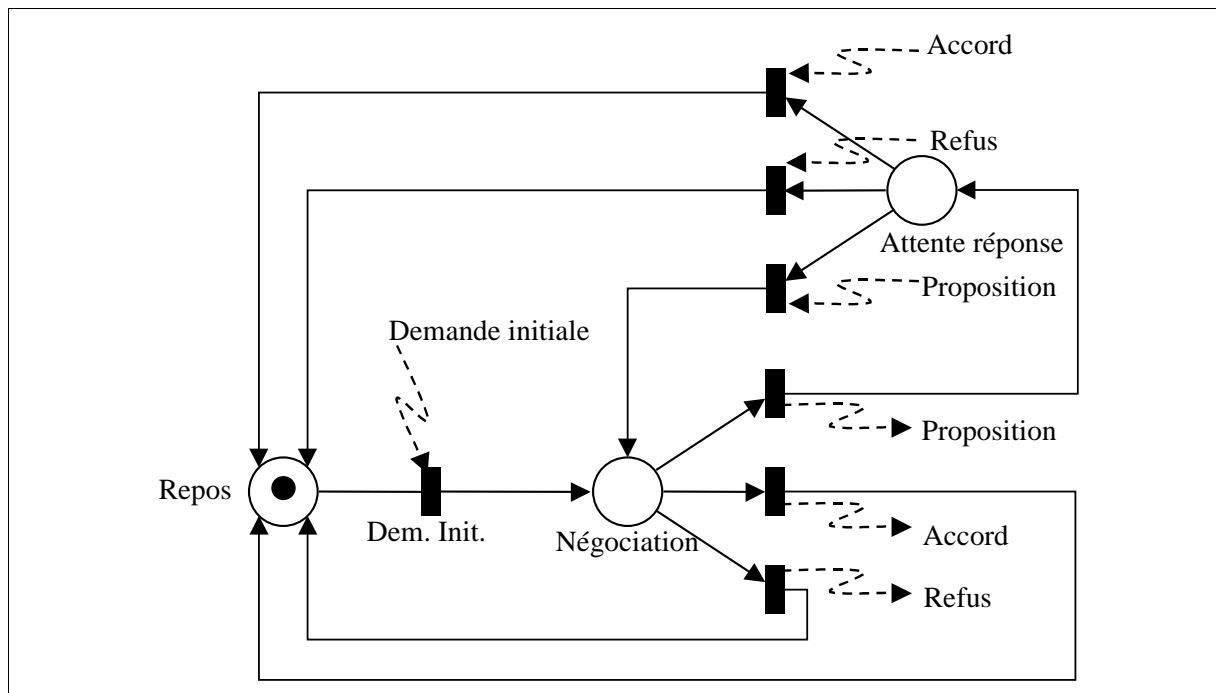 Accord
Refus
Attente réponse
Proposition
Demande initiale
Proposition
Repos
Dem. Init.
Négociation
Accord
Refus